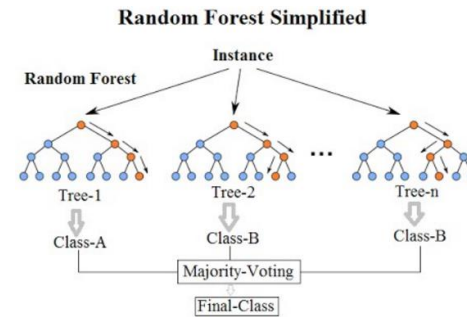 Random Forest Simplified
Instance
Random Forest
...
Tree-1
Tree-2
Tree-n
Class-A
Class-B
Class-B
Majority-Voting
Final-Class